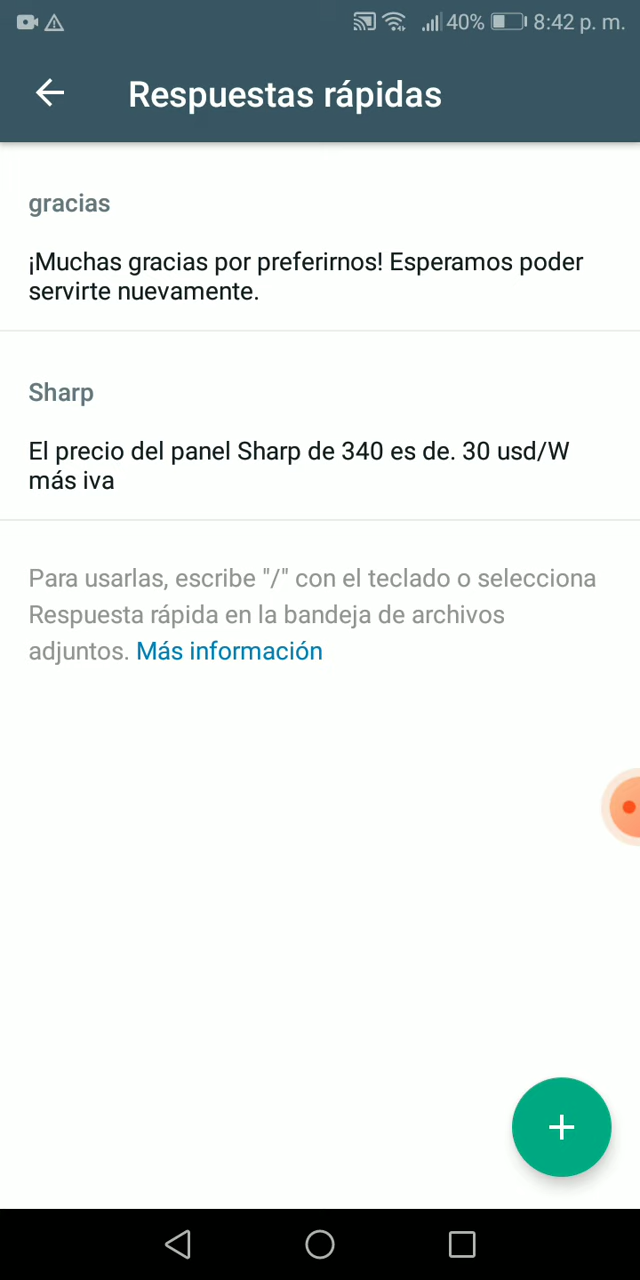 40% 8:42 p. m.
Respuestas rápidas
gracias
¡Muchas gracias por preferirnos! Esperamos poder
servirte nuevamente.
Sharp
El precio del panel Sharp de 340 es de. 30 usd/W
más iva
Para usarlas, escribe "/" con el teclado o selecciona
Respuesta rápida en la bandeja de archivos
adjuntos. Más información